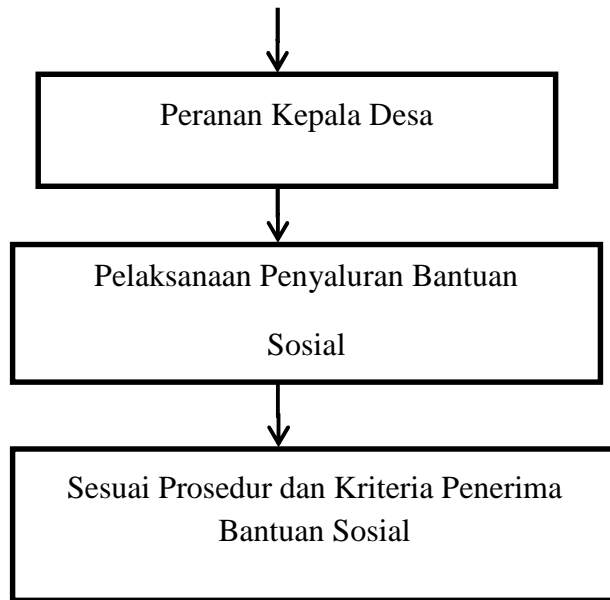 Peranan Kepala Desa
Pelaksanaan Penyaluran Bantuan
Sosial
Sesuai Prosedur dan Kriteria Penerima
Bantuan Sosial